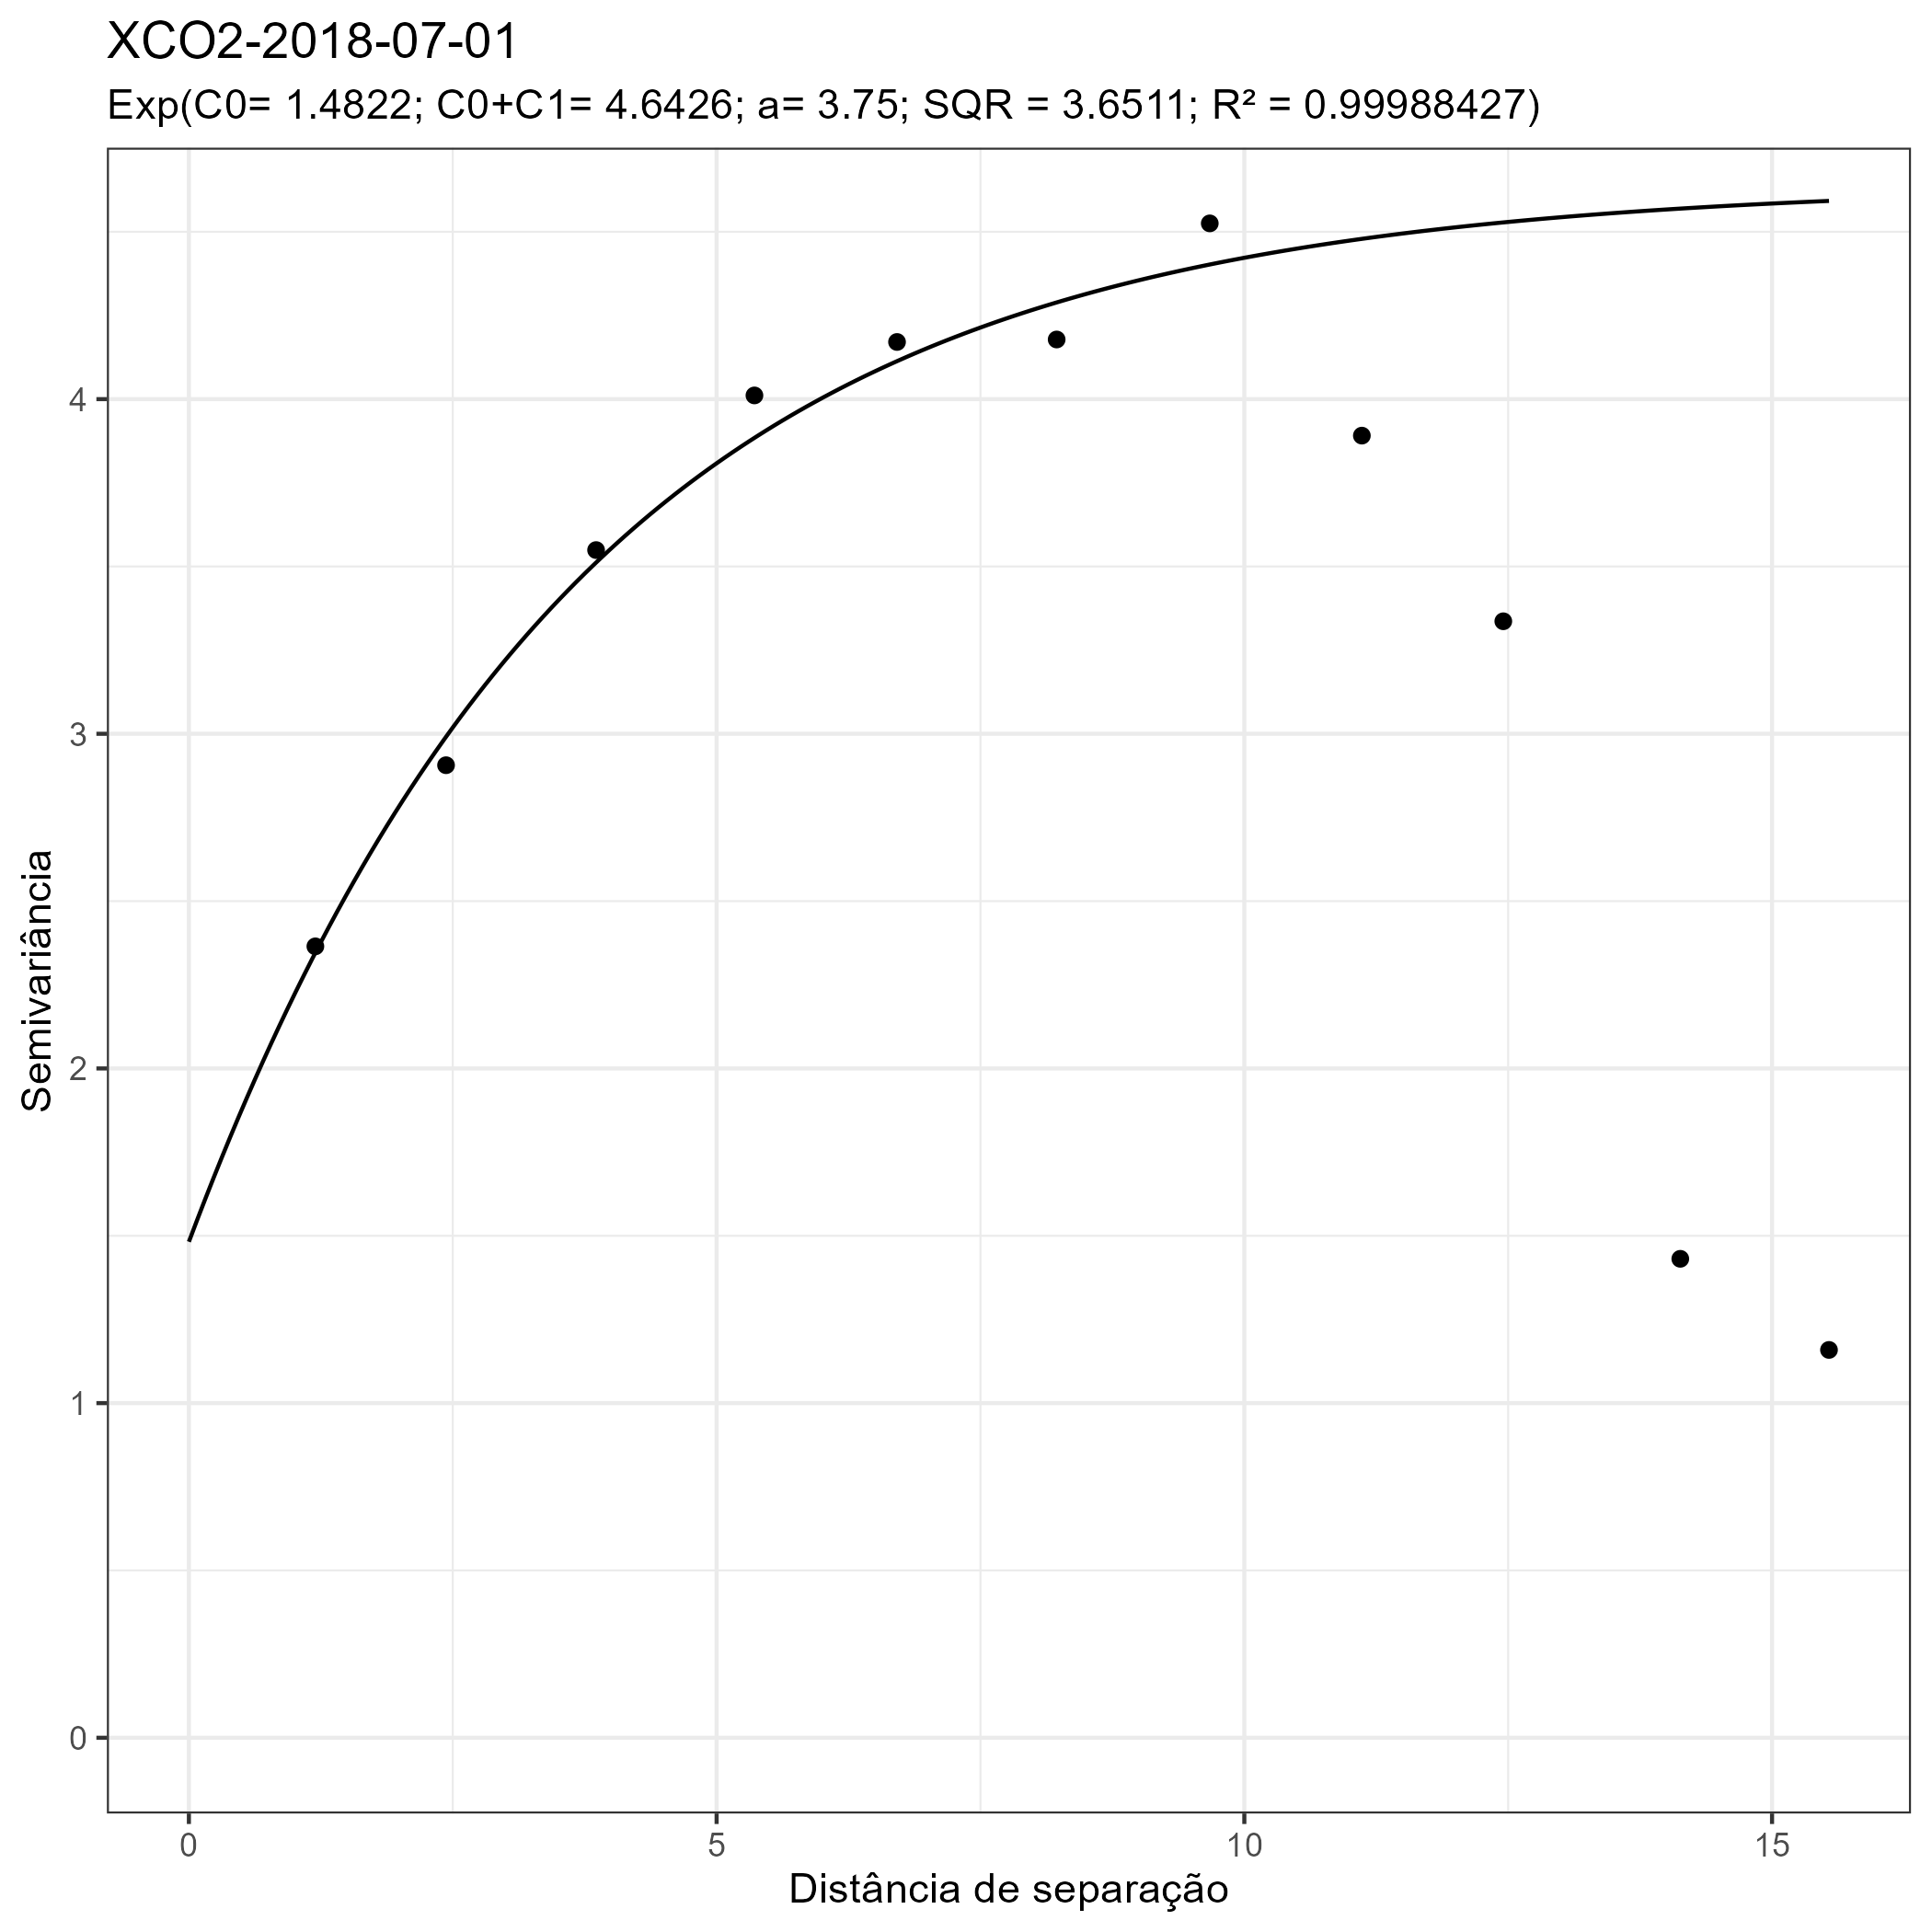 XCO2-2018-07-01
Exp(C0= 1.4822; C0+C1= 4.6426; a= 3.75; SQR = 3.6511; R² = 0.99988427)
Semivariância
4
3
2
1
0
0 5 10 15
Distância de separação